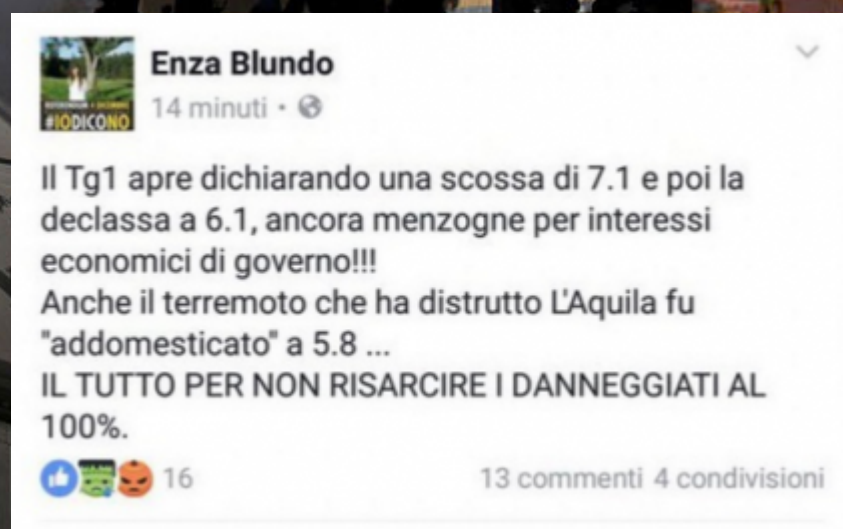 Enza Blundo
14 minuti ·
#IODICONO
Il Tg1 apre dichiarando una scossa di 7.1 e poi la
declassa a 6.1, ancora menzogne per interessi
economici di governo!!!
Anche il terremoto che ha distrutto L'Aquila fu
"addomesticato" a 5.8 ...
IL TUTTO PER NON RISARCIRE I DANNEGGIATI AL
100%.
16
13 commenti 4 condivisioni